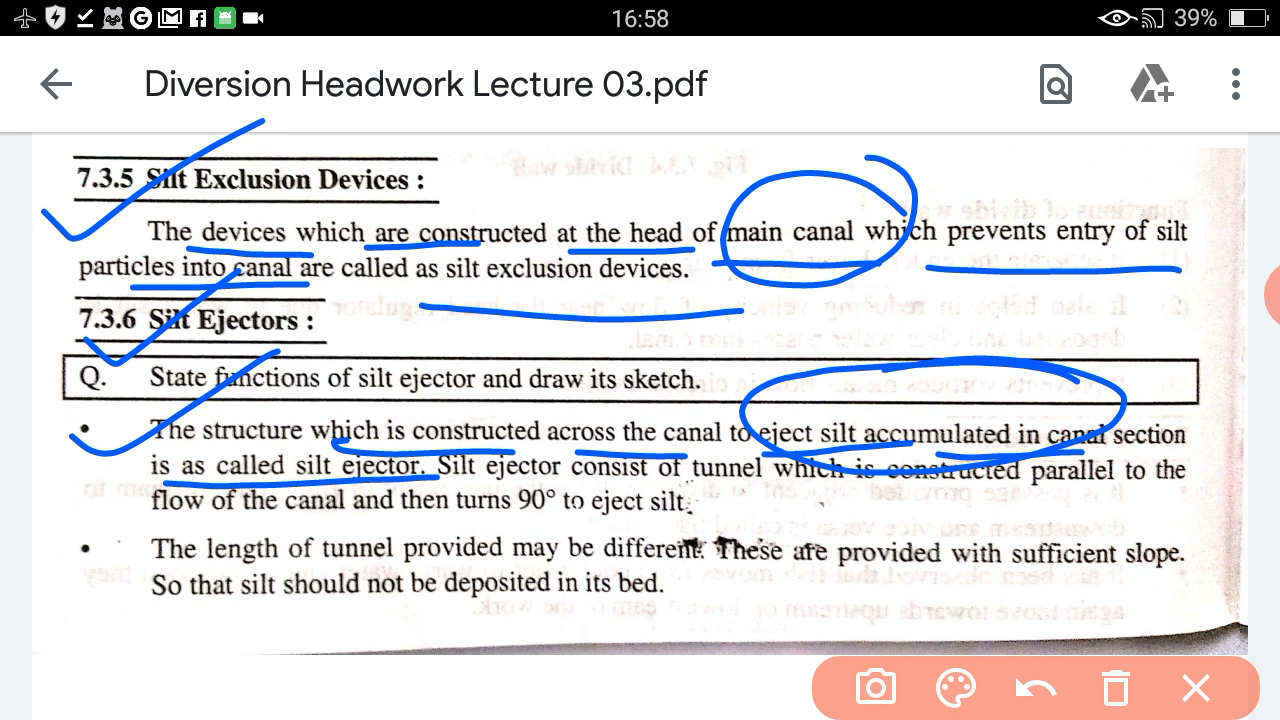 16:58
39%
Diversion Headwork Lecture 03.pdf
7.3.5 Silt Exclusion Devices :
The devices which are constructed at the head of main canal which prevents entry of silt
particles into canal are called as silt exclusion devices.
7.3.6 Silt Ejectors :
Q. State functions of silt ejector and draw its sketch.
• The structure which is constructed across the canal to eject silt accumulated in canal section
is as called silt ejector. Silt ejector consist of tunnel which is constructed parallel to the
flow of the canal and then turns 90° to eject silt.
• The length of tunnel provided may be different. These are provided with sufficient slope.
So that silt should not be deposited in its bed.